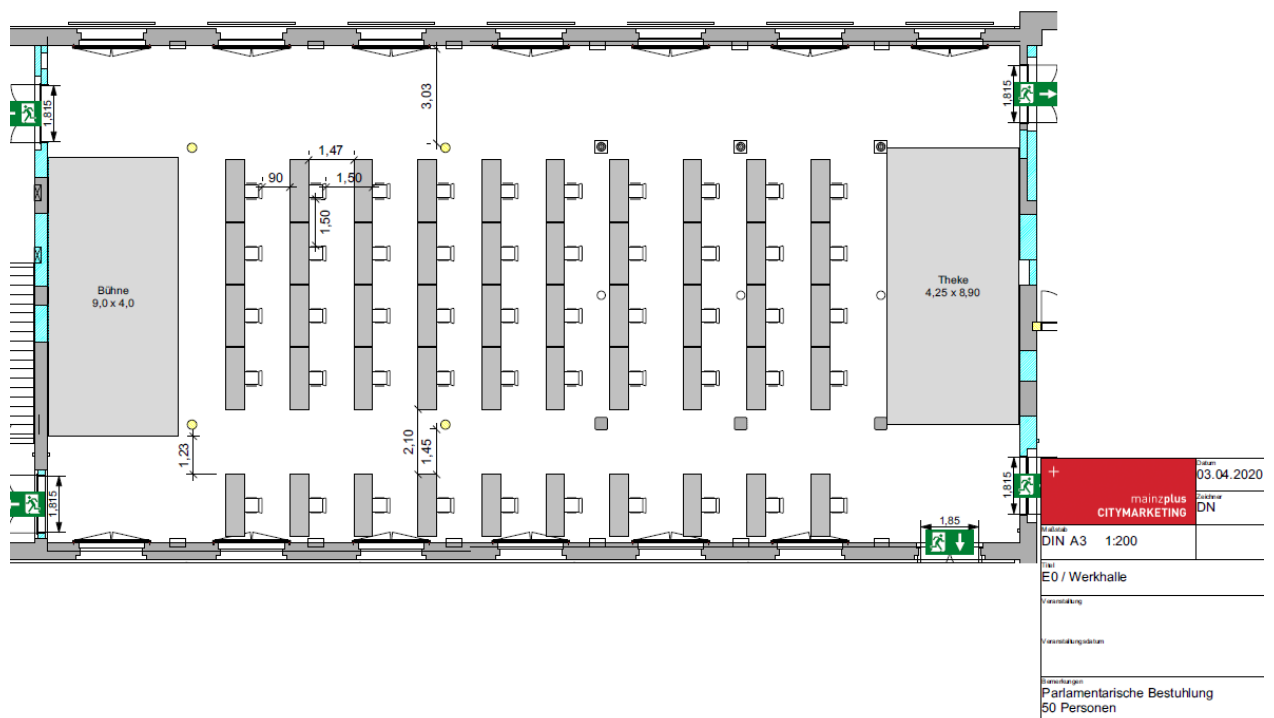 3,03
1,815
1,815
1,47
90
1,50
1,50
Bühne
9,0 x 4,0
Theke
4,25 x 8,90
1,23
2,10
1,45
1,815
1,815
1,85
mainzplus
CITYMARKETING
Datum
03.04.2020
Zeichner
DN
Maßstab
DIN A3 1:200
Titel
E0 / Werkhalle
Veranstaltung
Veranstaltungsdatum
Bemerkungen
Parlamentarische Bestuhlung
50 Personen